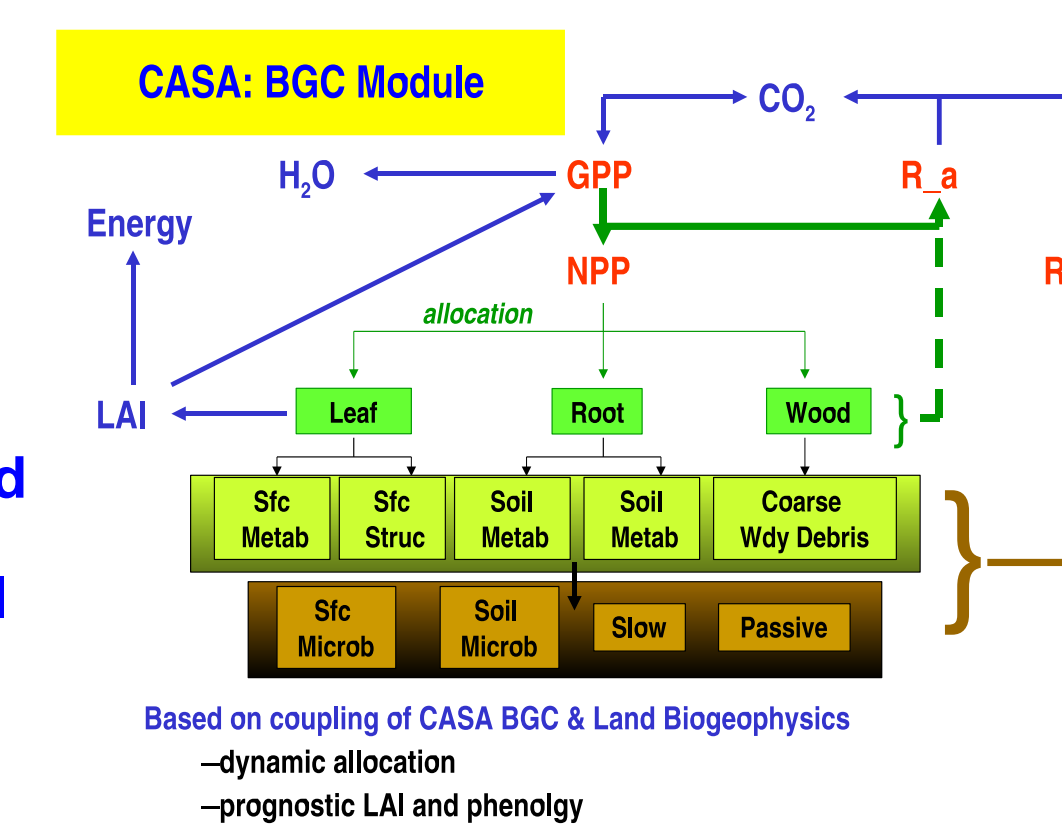 CASA: BGC Module
CO₂
H₂O
GPP
R_a
Energy
NPP
R
allocation
LAI
Leaf
Root
Wood
}
d
Sfc Metab
Sfc Struc
Soil Metab
Soil Metab
Coarse Wdy Debris
}
Sfc Microb
Soil Microb
Slow
Passive
Based on coupling of CASA BGC & Land Biogeophysics
–dynamic allocation
–prognostic LAI and phenolgy